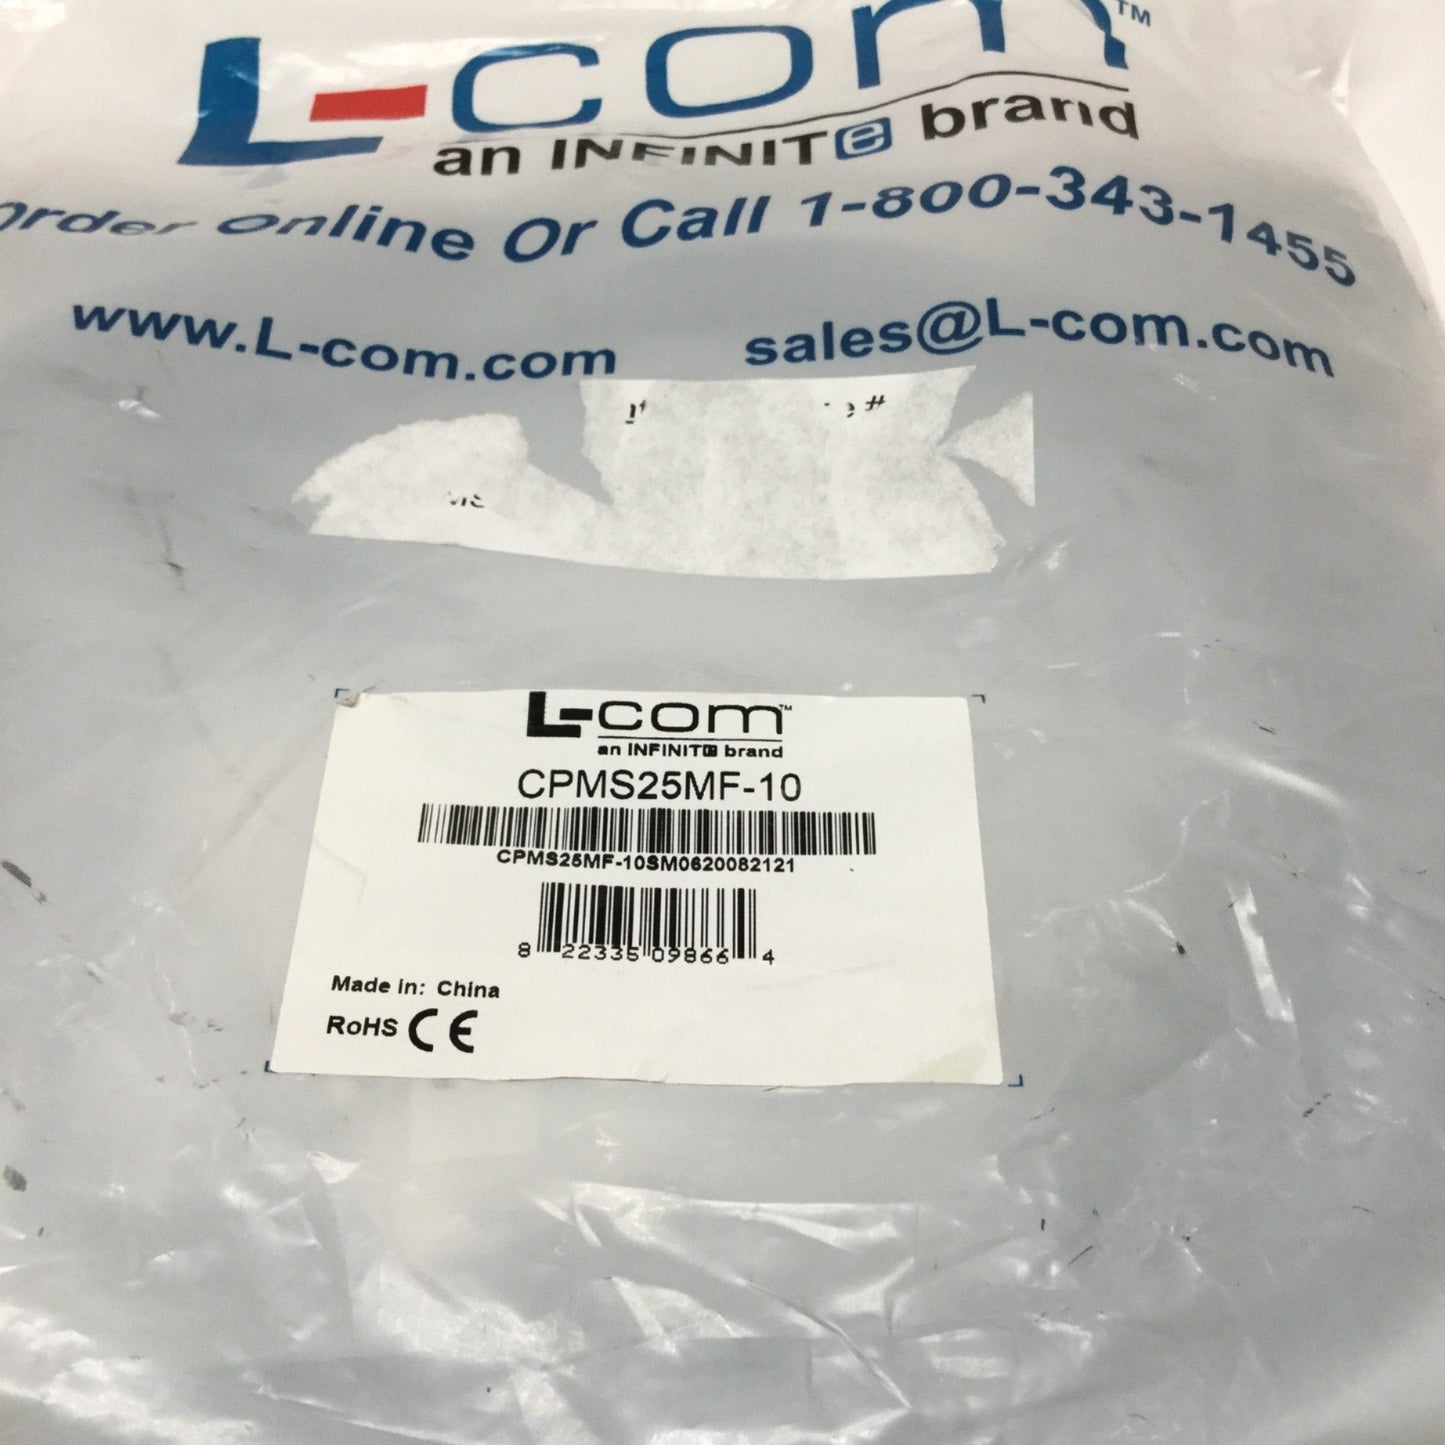 L-com™
an INFINITe brand
Order Online Or Call 1-800-343-1455
www.L-com.com sales@L-com.com
#
L-com™
an INFINITe brand
CPMS25MF-10
CPMS25MF-10SM0620082121
8 22335 09866 4
Made in: China
RoHS CE